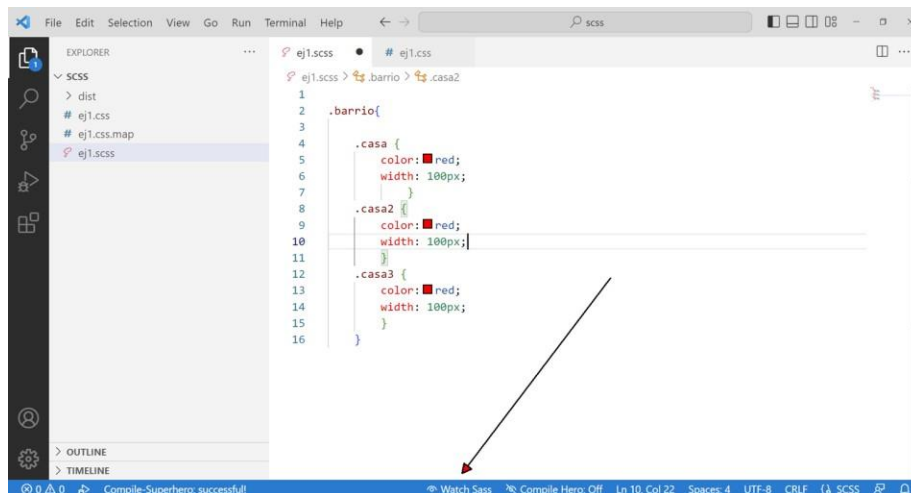 File Edit Selection View Go Run Terminal Help scss
EXPLORER
SCSS
dist
# ej1.css
# ej1.css.map
ej1.scss
OUTLINE
TIMELINE
1
ej1.scss # ej1.css
ej1.scss > .barrio > .casa2
1
2 .barrio{
3
4 .casa {
5 color: red;
6 width: 100px;
7 }
8 .casa2 {
9 color: red;
10 width: 100px;
11 }
12 .casa3 {
13 color: red;
14 width: 100px;
15 }
16 }
0 0 Compile-Superhero: successful! Watch Sass Compile Hero: Off Ln 10, Col 22 Spaces: 4 UTF-8 CRLF {} SCSS